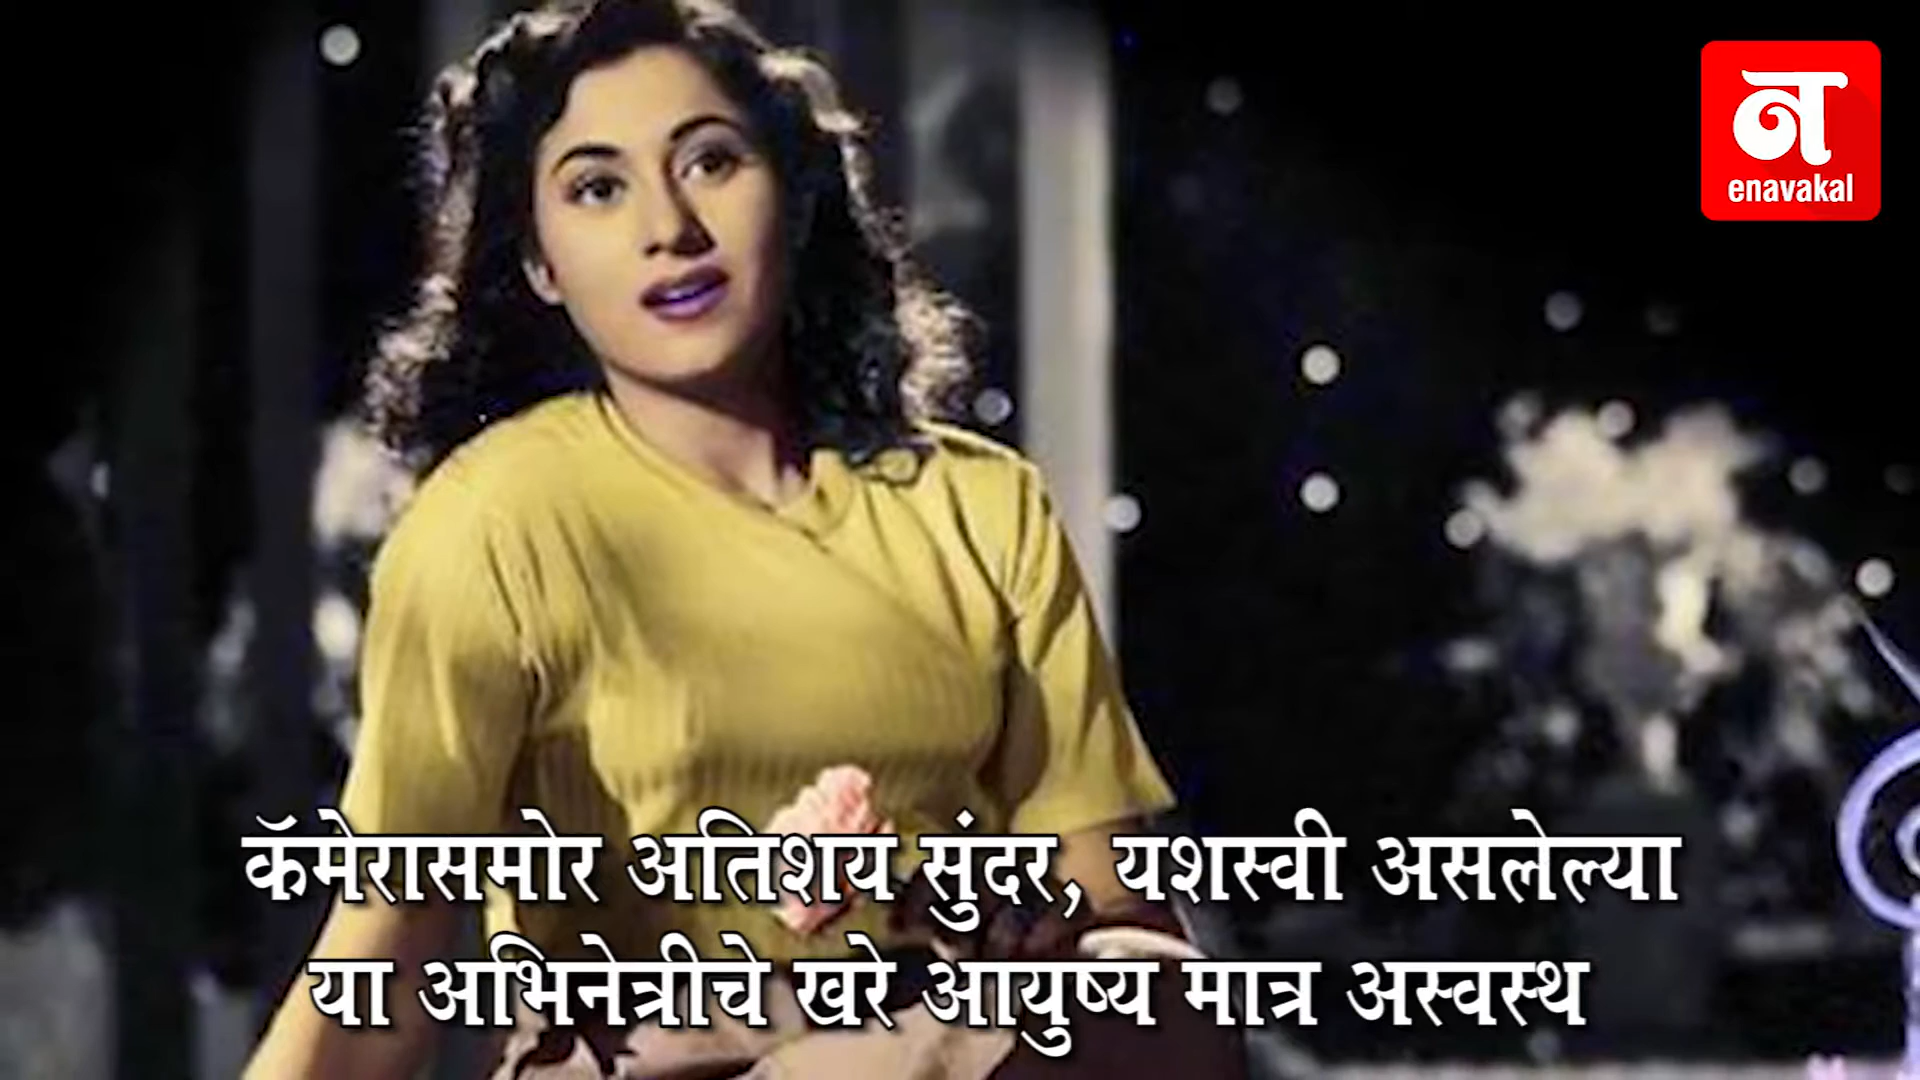 न
enavakal
कॅमेरासमोर अतिशय सुंदर, यशस्वी असलेल्या
या अभिनेत्रीचे खरे आयुष्य मात्र अस्वस्थ